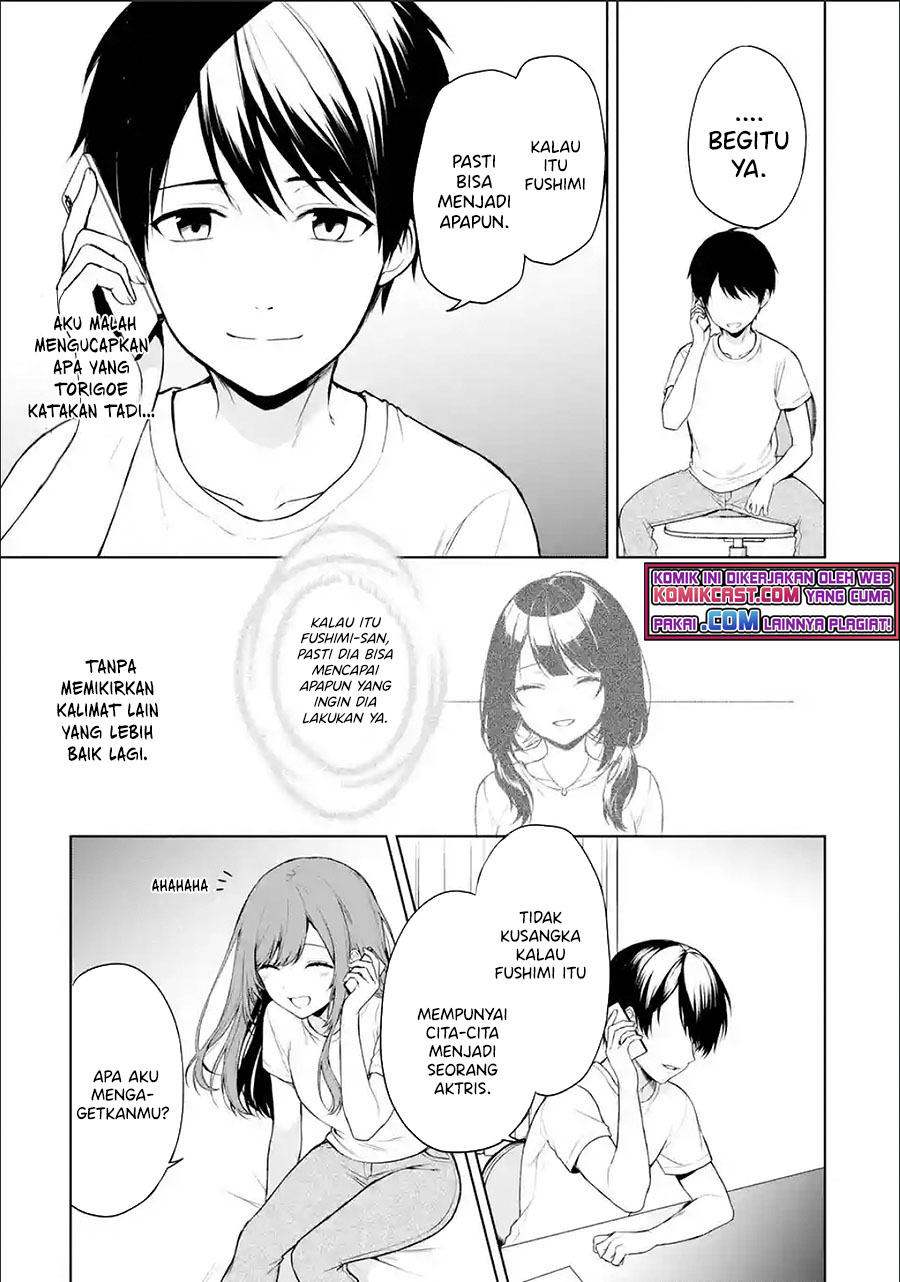 ....
BEGITU
YA.
KALAU
ITU
FUSHIMI
PASTI
BISA
MENJADI
APAPUN.
AKU MALAH
MENGUCAPKAN
APA YANG
TORIGOE
KATAKAN TADI...
KOMIK INI DIKERJAKAN OLEH WEB
KOMIKCAST.COM YANG CUMA
PAKAI .COM LAINNYA PLAGIAT!
KALAU ITU
FUSHIMI-SAN,
PASTI DIA BISA
MENCAPAI
APAPUN YANG
INGIN DIA
LAKUKAN YA.
TANPA
MEMIKIRKAN
KALIMAT LAIN
YANG LEBIH
BAIK LAGI.
TIDAK
KUSANGKA
KALAU
FUSHIMI ITU
MEMPUNYAI
CITA-CITA
MENJADI
SEORANG
AKTRIS.
AHAHAHA
APA AKU
MENGA-
GETKANMU?